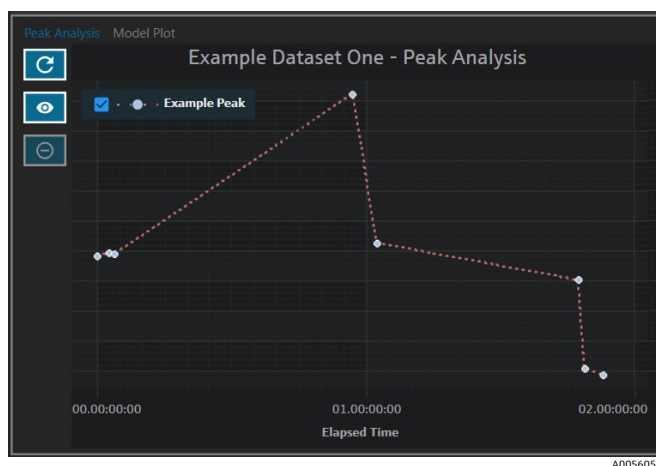 Peak Analysis Model Plot
Example Dataset One - Peak Analysis
Example Peak
00.00:00:00 01.00:00:00 02.00:00:00
Elapsed Time
A005605